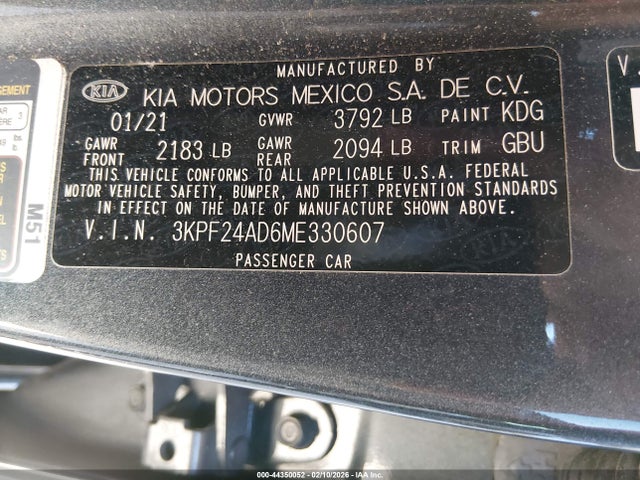 MANUFACTURED BY
KIA KIA MOTORS MEXICO S.A. DE C.V.
01/21 GVWR 3792 LB PAINT KDG
GAWR FRONT 2183 LB GAWR REAR 2094 LB TRIM GBU
THIS VEHICLE CONFORMS TO ALL APPLICABLE U.S.A. FEDERAL
MOTOR VEHICLE SAFETY, BUMPER, AND THEFT PREVENTION STANDARDS
IN EFFECT ON THE DATE OF MANUFACTURE SHOWN ABOVE.
V.I.N. 3KPF24AD6ME330607
PASSENGER CAR
M51
000-44350052 - 02/10/2026 - COPYRIGHT IAA